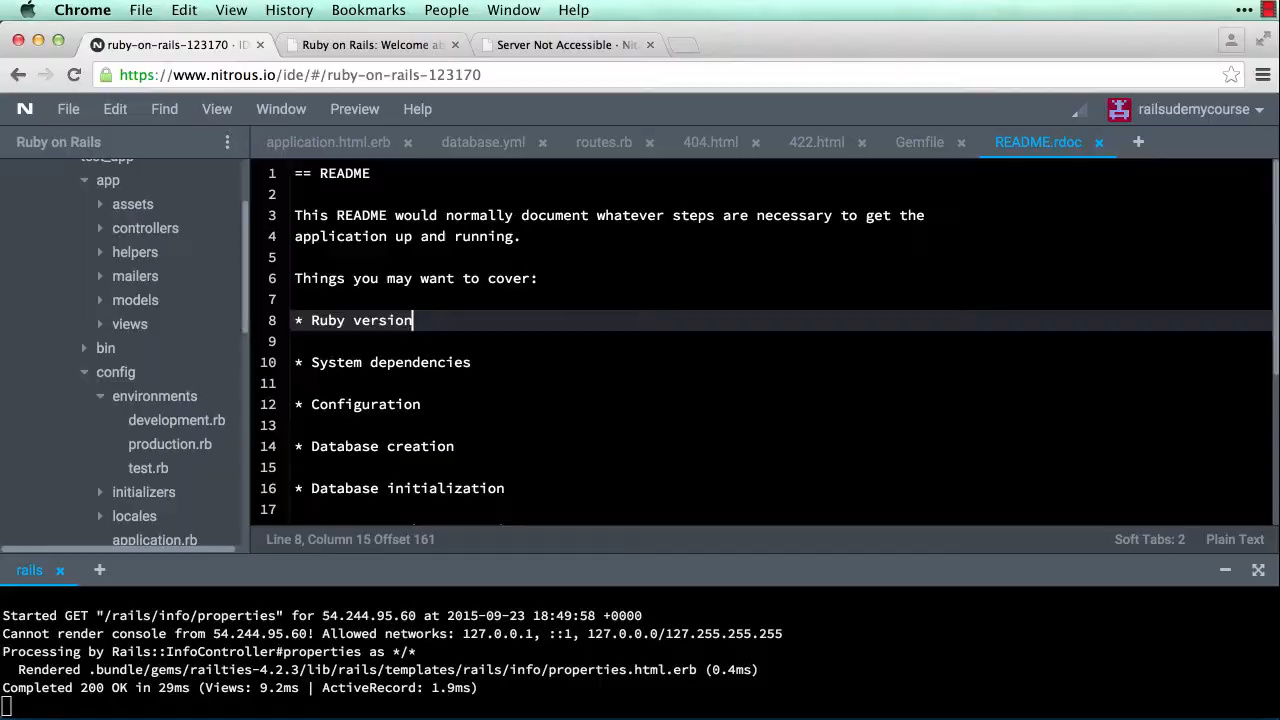 Chrome File Edit View History Bookmarks People Window Help
ruby-on-rails-123170 · ID
Ruby on Rails: Welcome ab
Server Not Accessible - Nit
https://www.nitrous.io/ide/#/ruby-on-rails-123170
N File Edit Find View Window Preview Help railsudemycourse
Ruby on Rails
application.html.erb database.yml routes.rb 404.html 422.html Gemfile README.rdoc
test_app
app
assets
controllers
helpers
mailers
models
views
bin
config
environments
development.rb
production.rb
test.rb
initializers
locales
application.rb
1 == README
2
3 This README would normally document whatever steps are necessary to get the
4 application up and running.
5
6 Things you may want to cover:
7
8 * Ruby version
9
10 * System dependencies
11
12 * Configuration
13
14 * Database creation
15
16 * Database initialization
17
Line 8, Column 15 Offset 161 Soft Tabs: 2 Plain Text
rails
Started GET "/rails/info/properties" for 54.244.95.60 at 2015-09-23 18:49:58 +0000
Cannot render console from 54.244.95.60! Allowed networks: 127.0.0.1, ::1, 127.0.0.0/127.255.255.255
Processing by Rails::InfoController#properties as */*
Rendered .bundle/gems/railties-4.2.3/lib/rails/templates/rails/info/properties.html.erb (0.4ms)
Completed 200 OK in 29ms (Views: 9.2ms | ActiveRecord: 1.9ms)